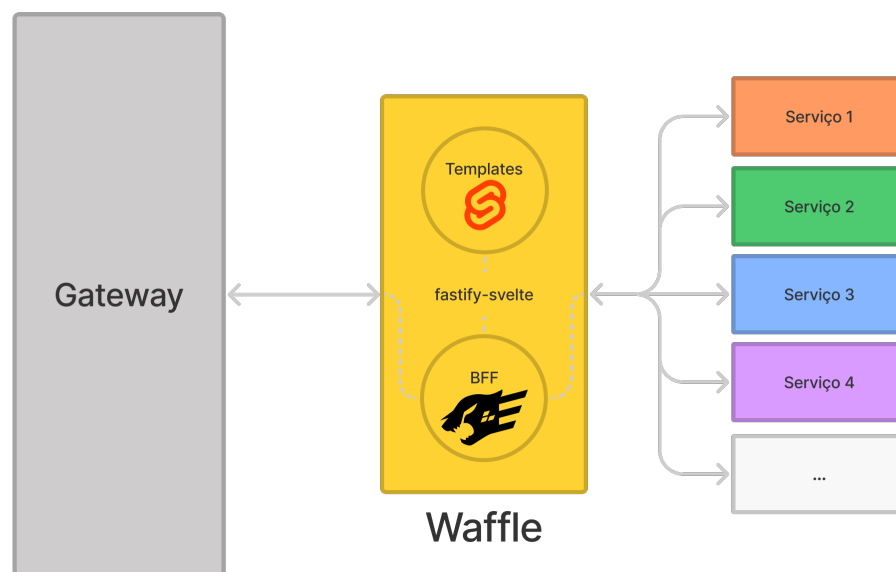 Gateway
Templates
fastify-svelte
BFF
Waffle
Serviço 1
Serviço 2
Serviço 3
Serviço 4
...